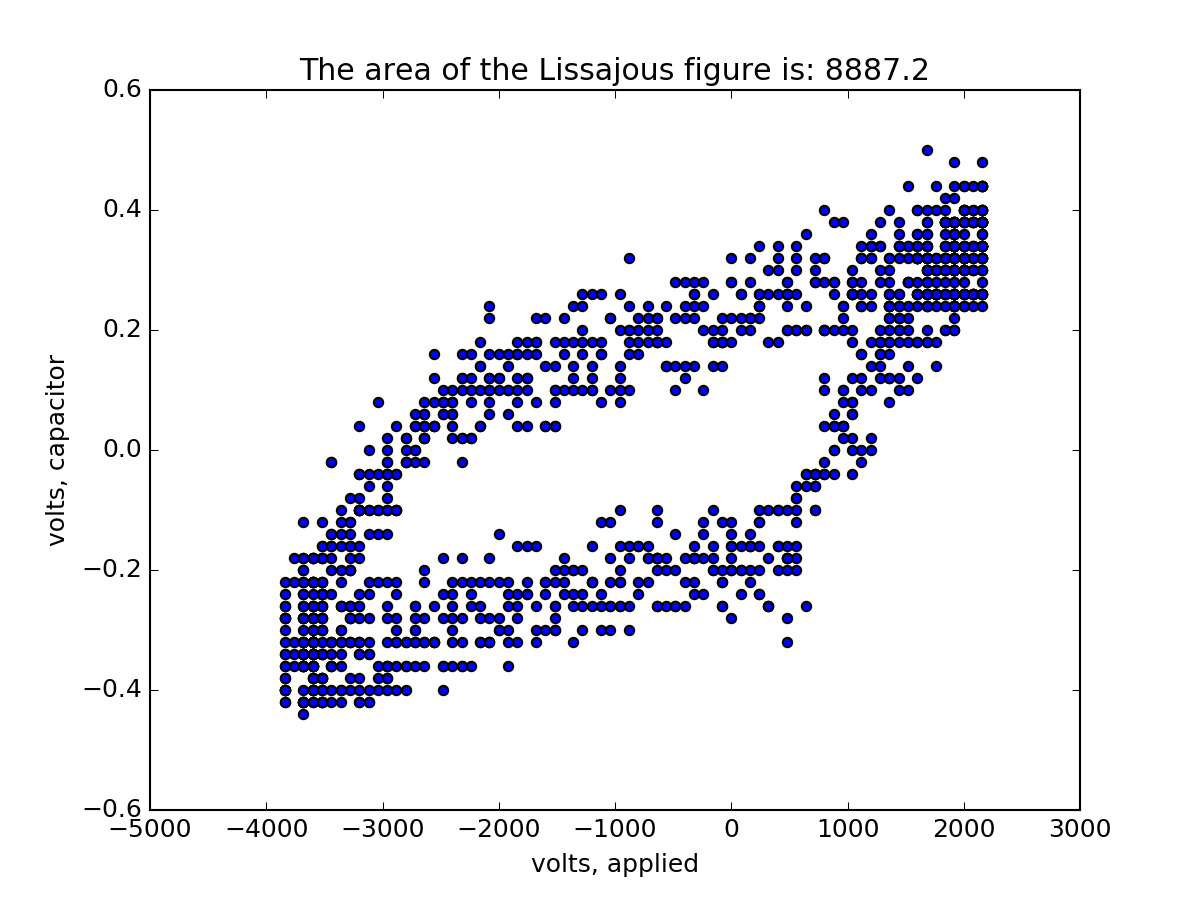 The area of the Lissajous figure is: 8887.2
0.6
0.4
0.2
0.0
−0.2
−0.4
−0.6
volts, capacitor
−5000 −4000 −3000 −2000 −1000 0 1000 2000 3000
volts, applied